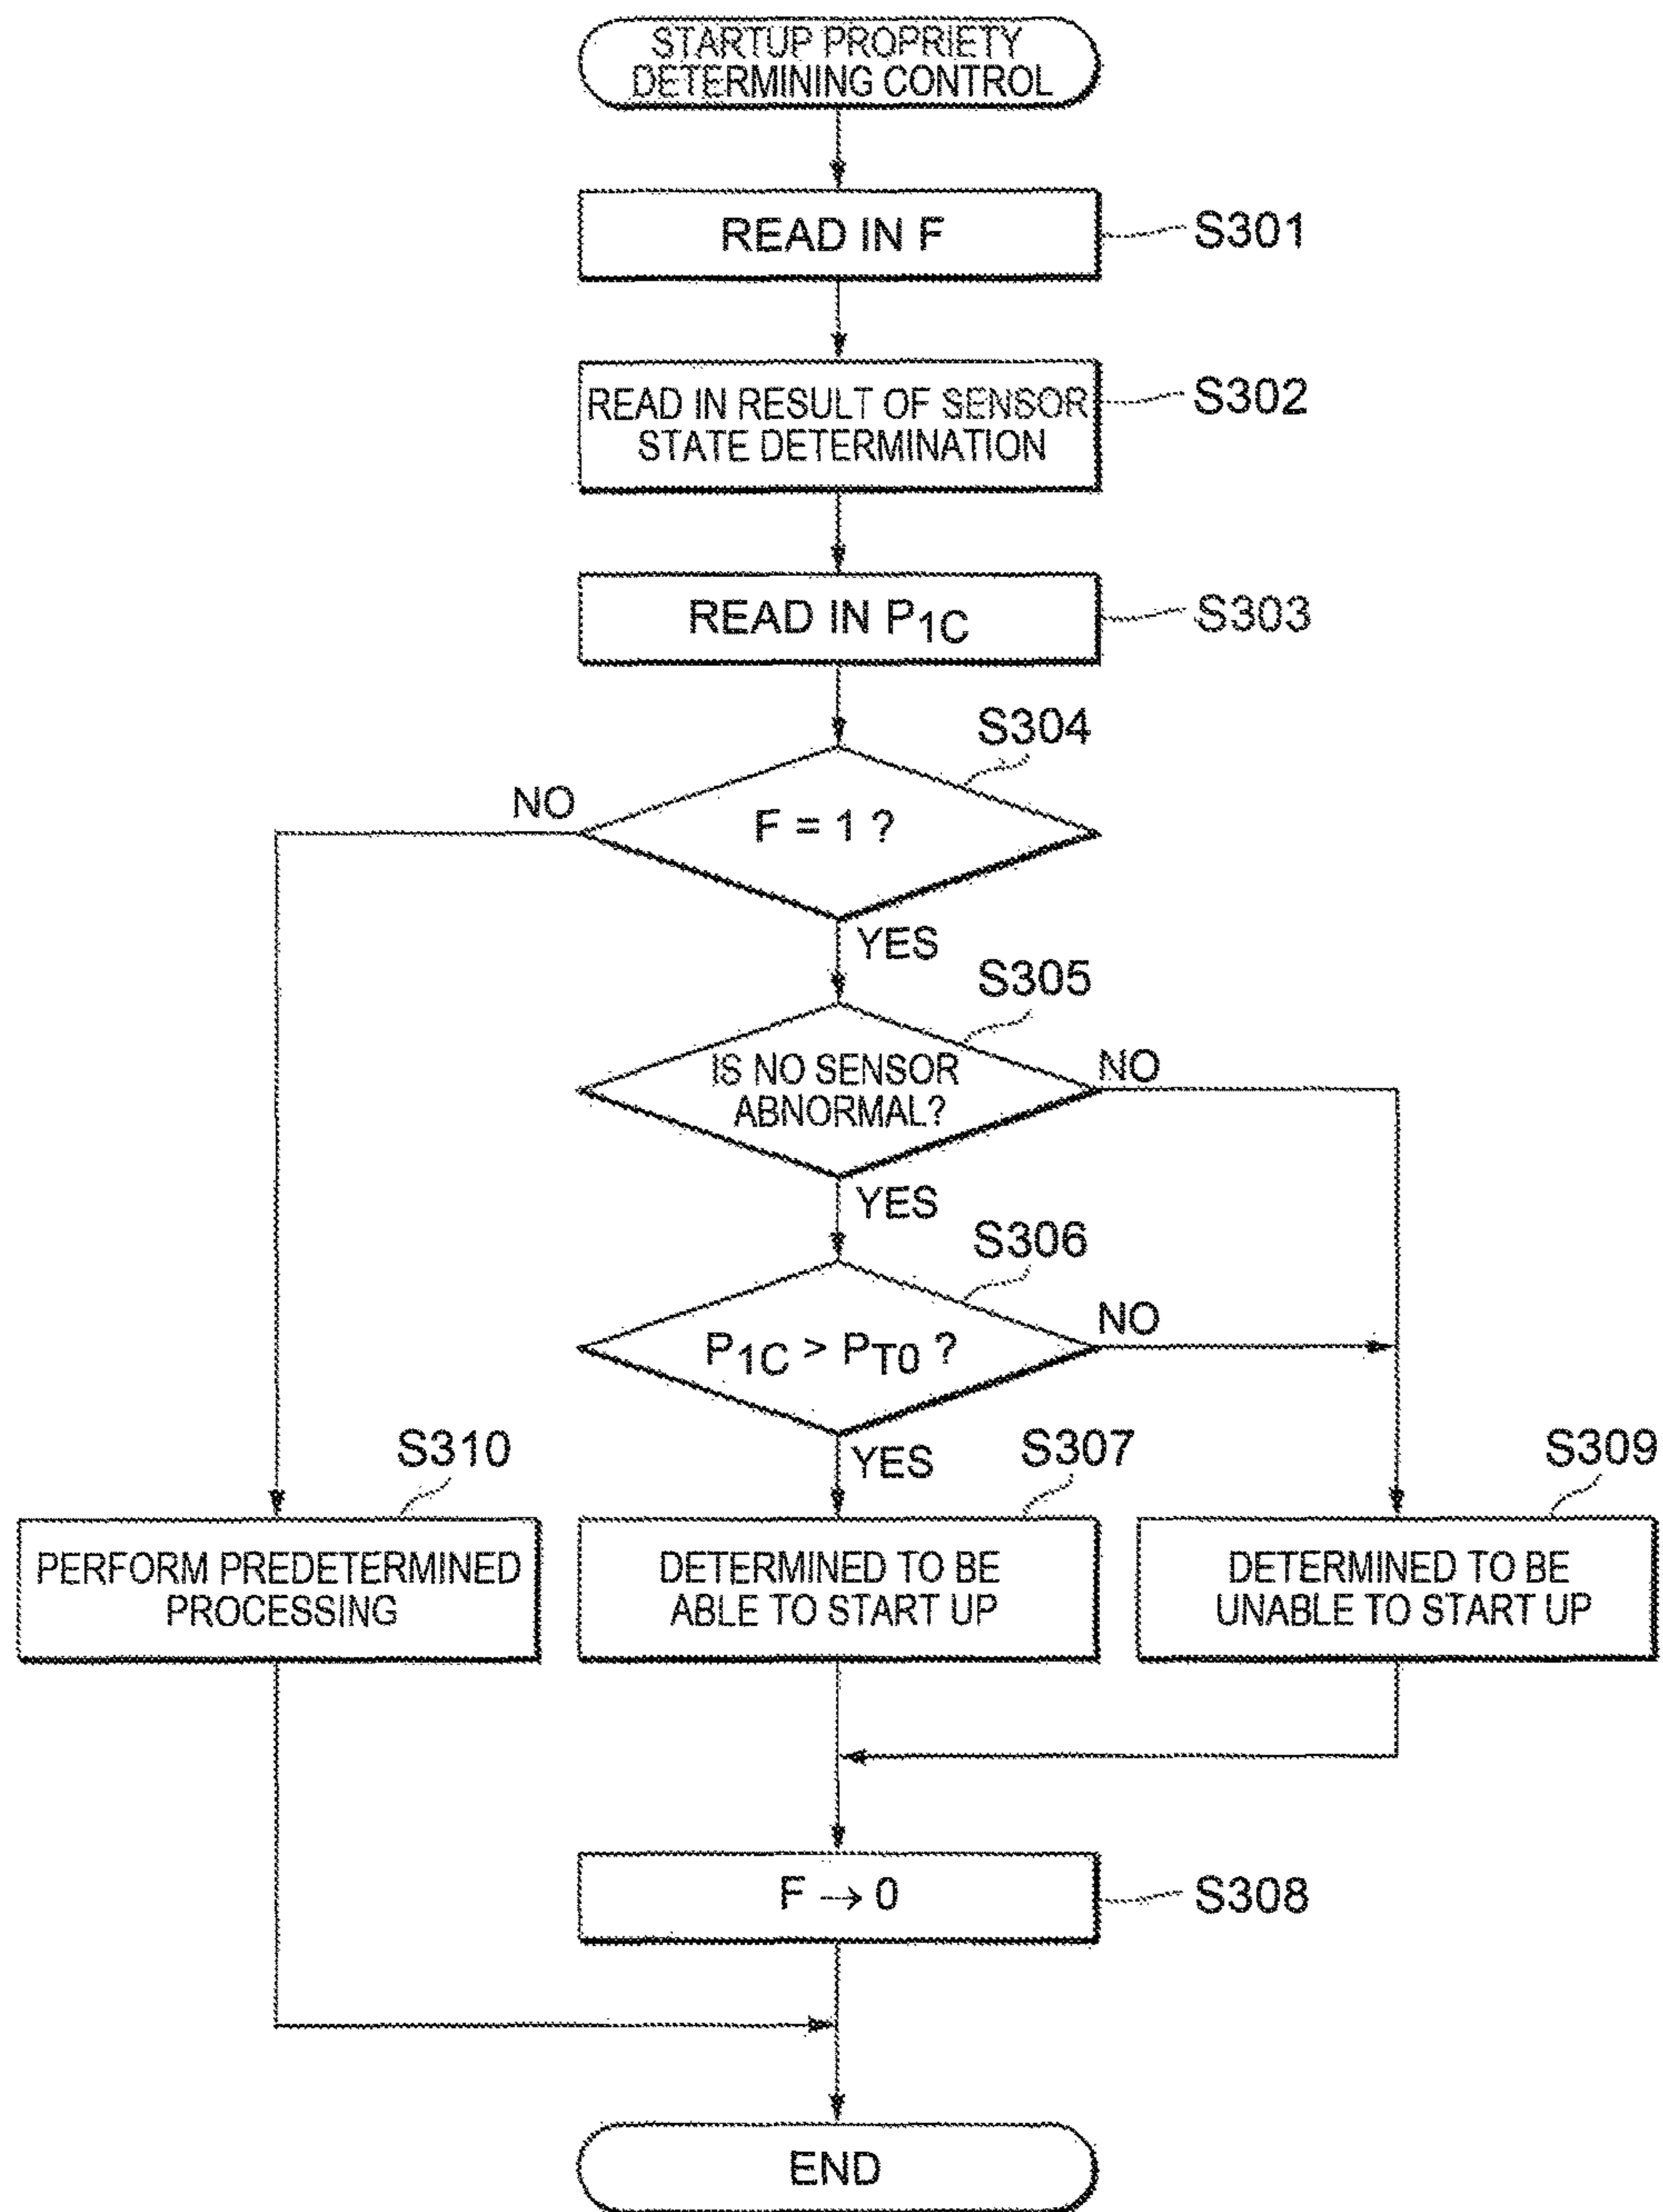 STARTUP PROPRIETY
DETERMINING CONTROL
READ IN F
S301
READ IN RESULT OF SENSOR
STATE DETERMINATION
S302
READ IN P1C
S303
S304
NO
F = 1 ?
YES
S305
IS NO SENSOR
ABNORMAL?
NO
YES
S306
P1C > PT0 ?
NO
YES
S310
S307
S309
PERFORM PREDETERMINED
PROCESSING
DETERMINED TO BE
ABLE TO START UP
DETERMINED TO BE
UNABLE TO START UP
F → 0
S308
END